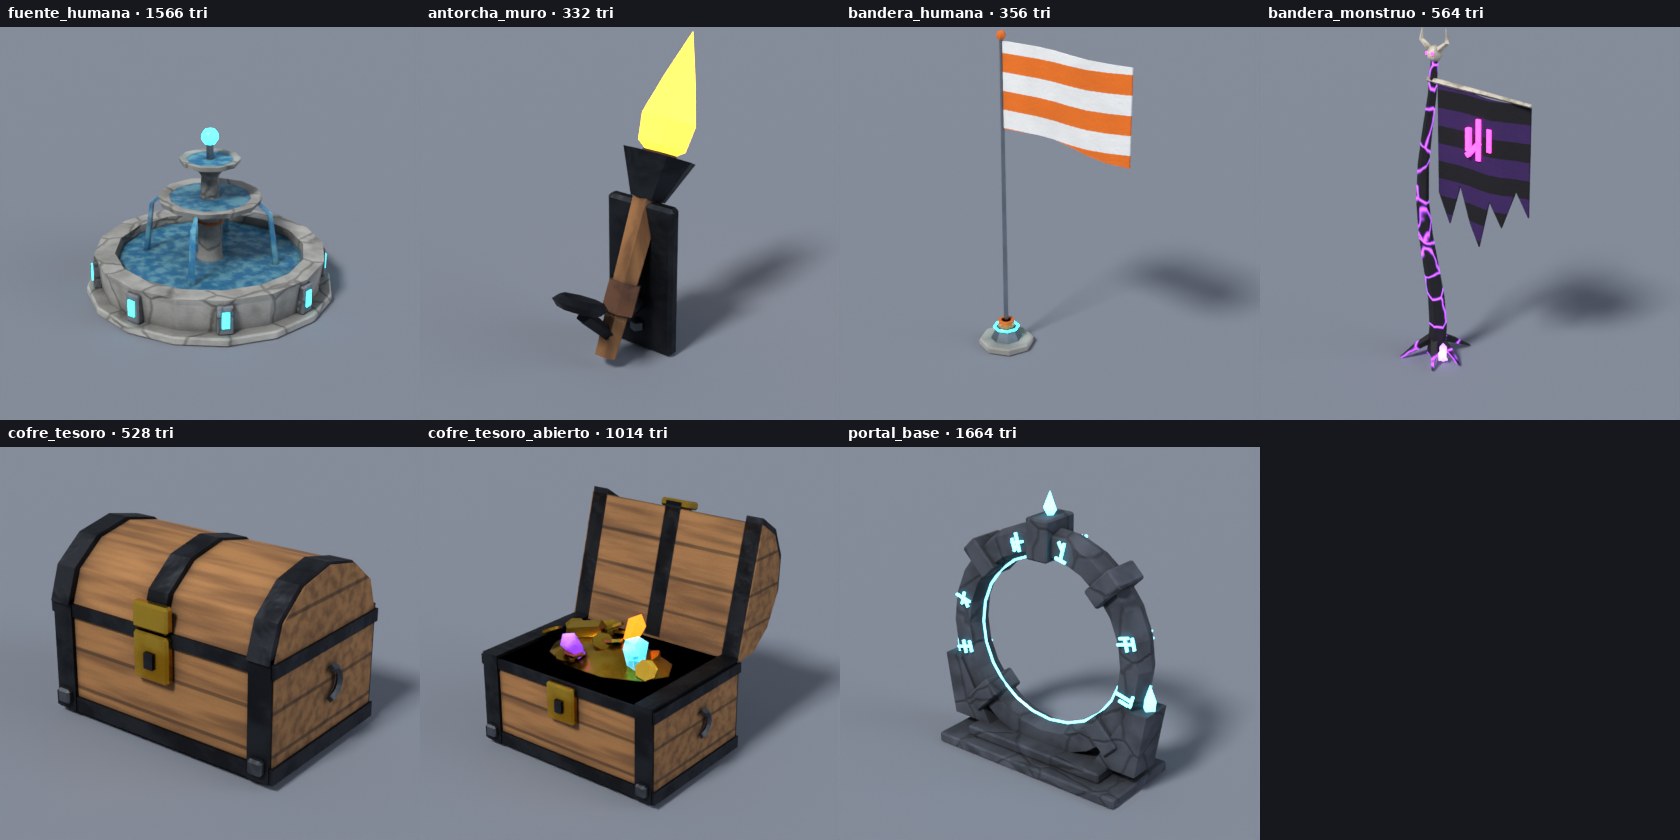 fuente_humana · 1566 tri
antorcha_muro · 332 tri
bandera_humana · 356 tri
bandera_monstruo · 564 tri
cofre_tesoro · 528 tri
cofre_tesoro_abierto · 1014 tri
portal_base · 1664 tri